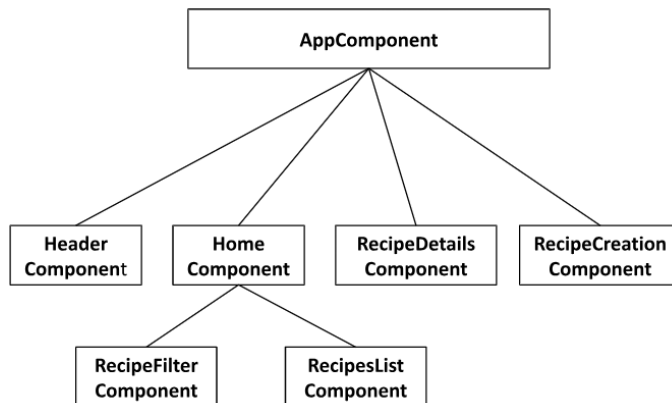 AppComponent
Header
Component
Home
Component
RecipeDetails
Component
RecipeCreation
Component
RecipeFilter
Component
RecipesList
Component